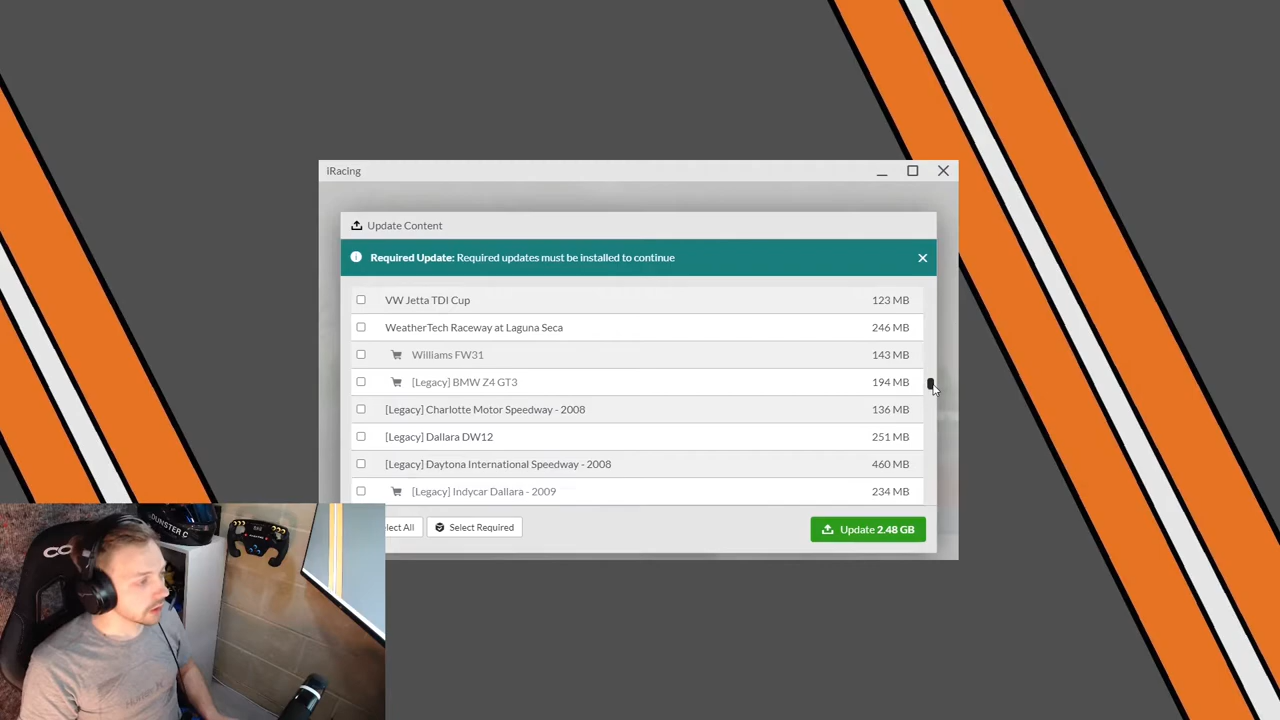 iRacing
Update Content
Required Update: Required updates must be installed to continue
VW Jetta TDI Cup 123 MB
WeatherTech Raceway at Laguna Seca 246 MB
Williams FW31 143 MB
[Legacy] BMW Z4 GT3 194 MB
[Legacy] Charlotte Motor Speedway - 2008 136 MB
[Legacy] Dallara DW12 251 MB
[Legacy] Daytona International Speedway - 2008 460 MB
[Legacy] Indycar Dallara - 2009 234 MB
ect All Select Required Update 2.48 GB
DUNSTER C